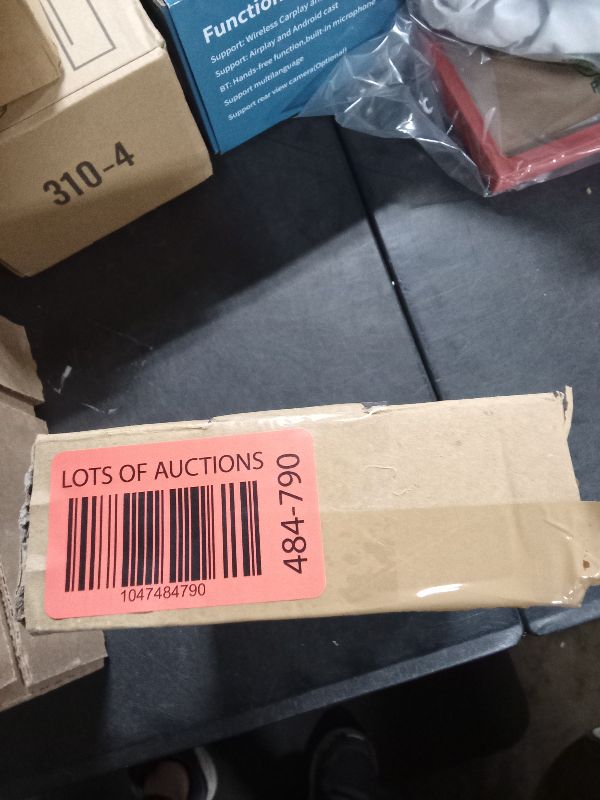 Function
Support: Wireless Carplay and
Support: Airplay and Android cast
BT: Hands-free function,built-in microphone
Support multilanguage
Support rear view camera(Optional)
310-4
LOTS OF AUCTIONS
484-790
1047484790